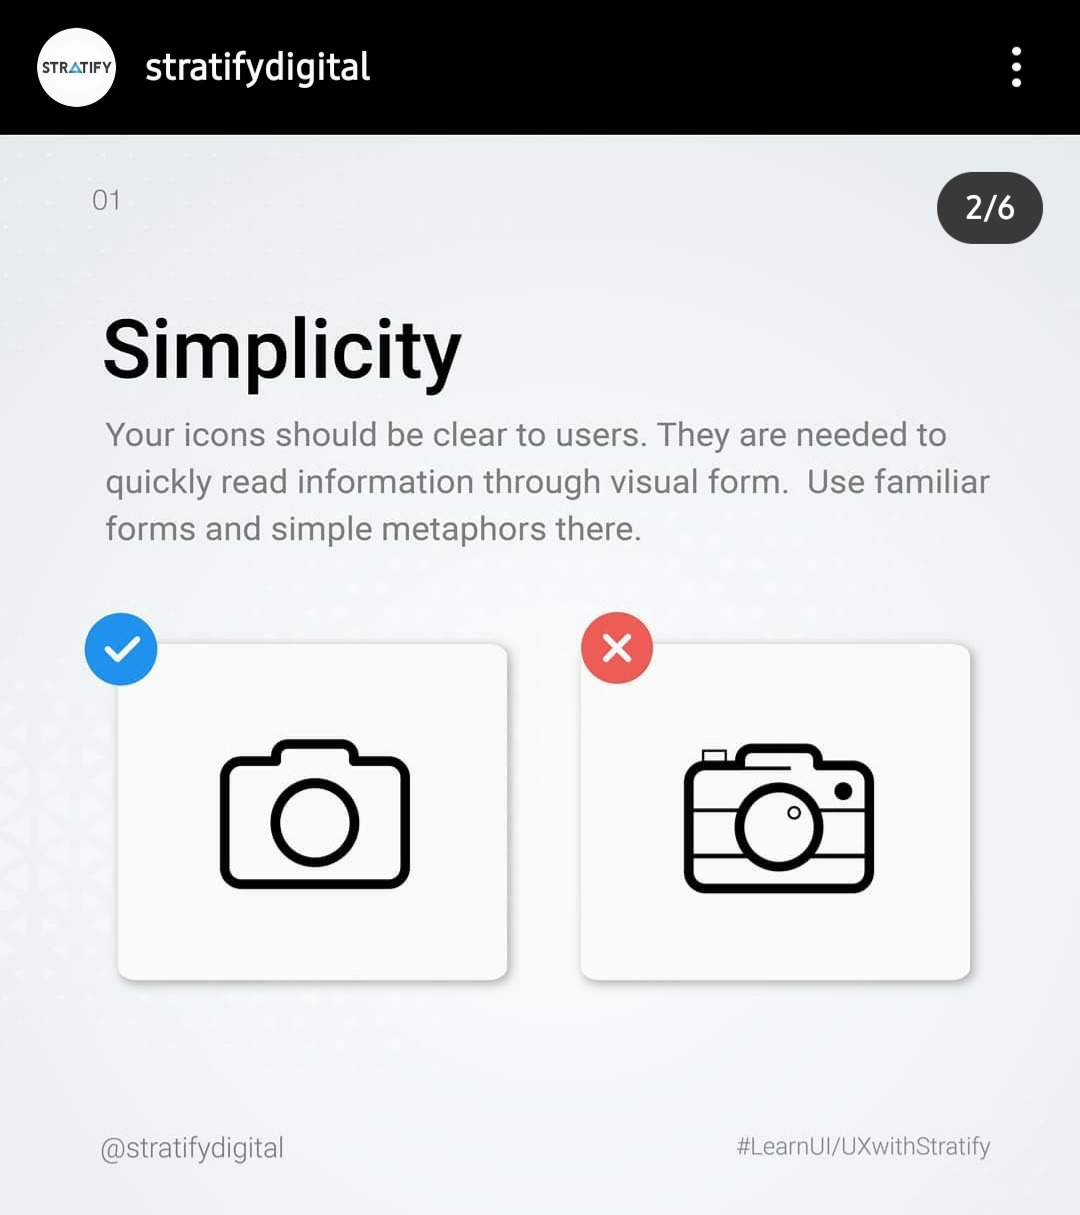 STRATIFY
stratifydigital
01
2/6
Simplicity
Your icons should be clear to users. They are needed to
quickly read information through visual form.  Use familiar
forms and simple metaphors there.
@stratifydigital
#LearnUI/UXwithStratify